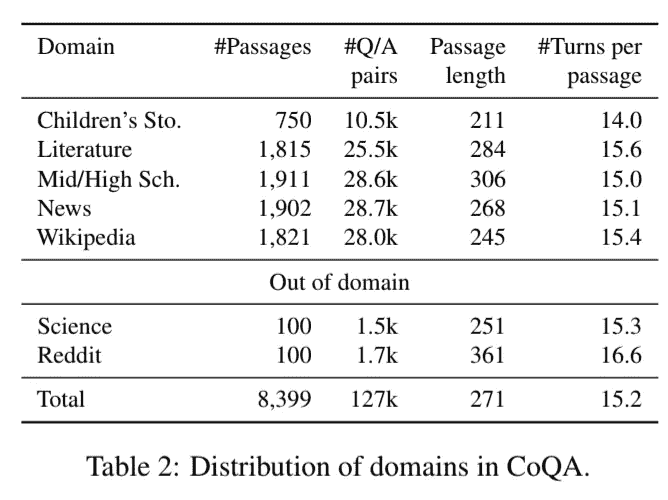 Domain #Passages #Q/A Passage #Turns per
pairs length passage
Children's Sto. 750 10.5k 211 14.0
Literature 1,815 25.5k 284 15.6
Mid/High Sch. 1,911 28.6k 306 15.0
News 1,902 28.7k 268 15.1
Wikipedia 1,821 28.0k 245 15.4
Out of domain
Science 100 1.5k 251 15.3
Reddit 100 1.7k 361 16.6
Total 8,399 127k 271 15.2
Table 2: Distribution of domains in CoQA.